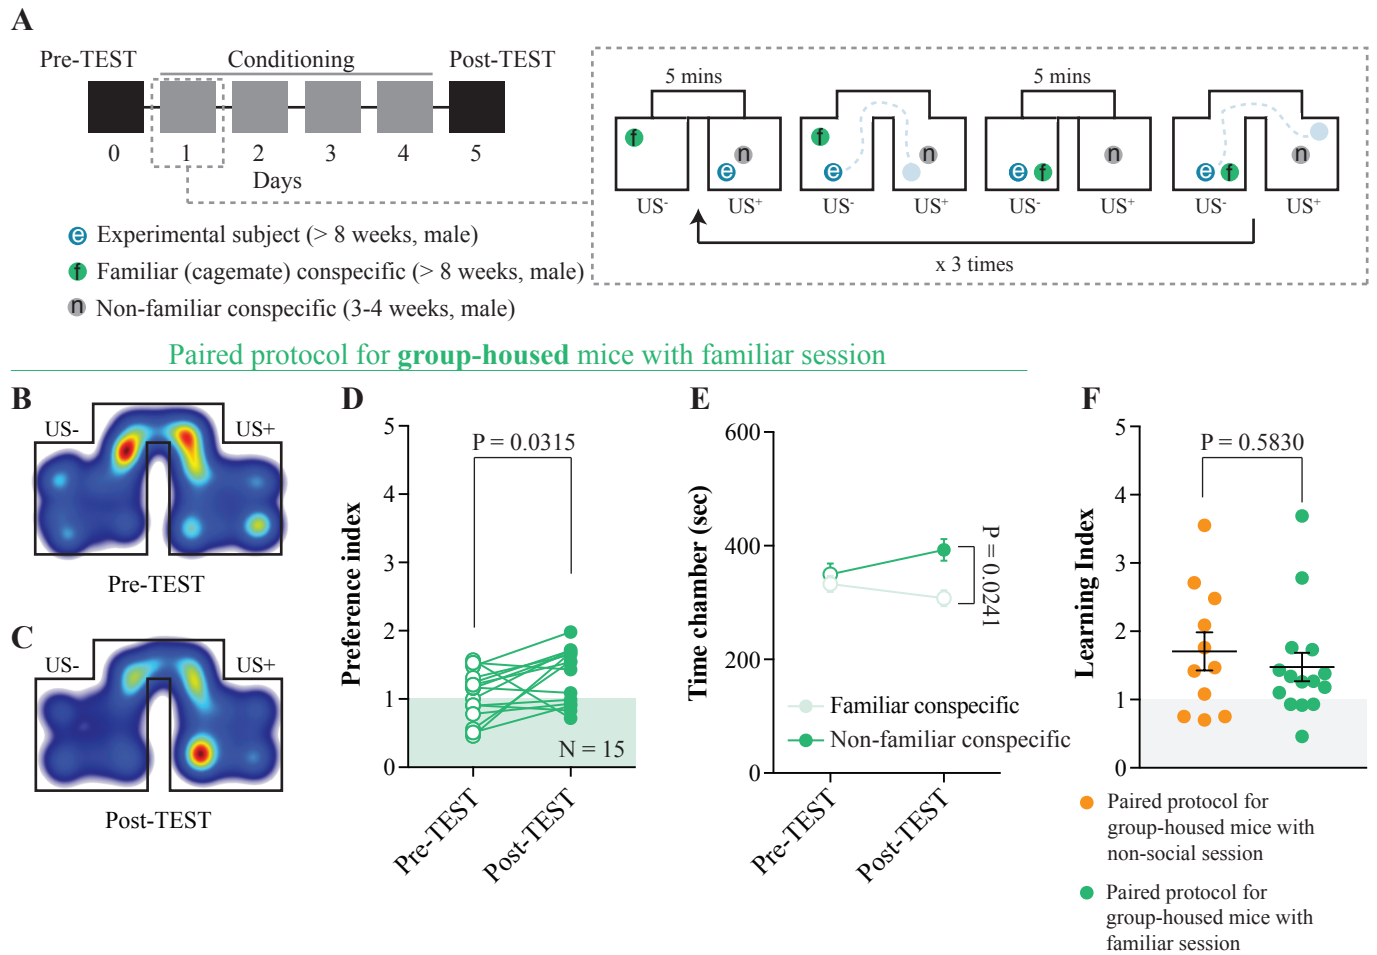 A
Pre-TEST
Conditioning
Post-TEST
0
1
2
3
4
5
Days
e Experimental subject (> 8 weeks, male)
f Familiar (cagemate) conspecific (> 8 weeks, male)
n Non-familiar conspecific (3-4 weeks, male)
5 mins
5 mins
f
n
e
f
n
e
n
e f
n
e f
US-
US+
US-
US+
US-
US+
US-
US+
x 3 times
Paired protocol for group-housed mice with familiar session
B
US-
US+
Pre-TEST
C
US-
US+
Post-TEST
D
Preference index
5
4
3
2
1
0
P = 0.0315
N = 15
Pre-TEST
Post-TEST
E
Time chamber (sec)
600
400
200
0
P = 0.0241
Familiar conspecific
Non-familiar conspecific
Pre-TEST
Post-TEST
F
Learning Index
5
4
3
2
1
0
P = 0.5830
Paired protocol for
group-housed mice with
non-social session
Paired protocol for
group-housed mice with
familiar session